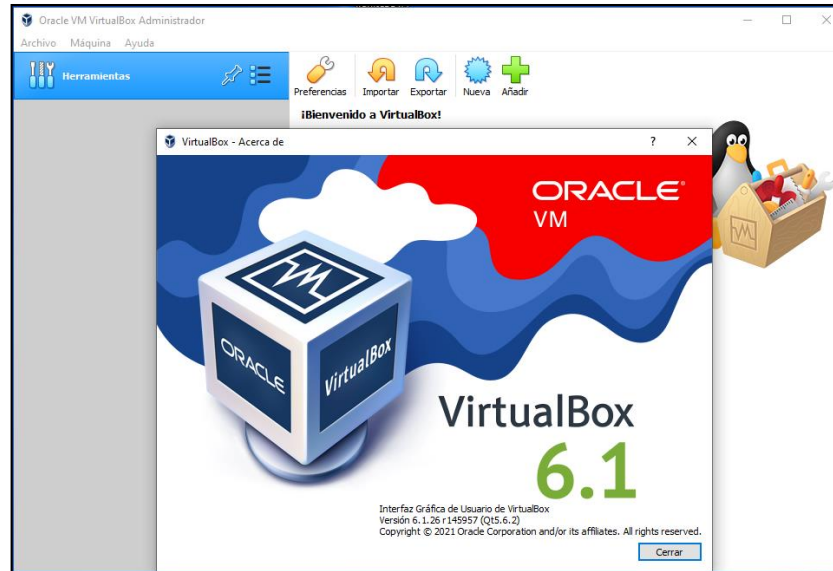 Oracle VM VirtualBox Administrador
Archivo Máquina Ayuda
Herramientas
Preferencias Importar Exportar Nueva Añadir
¡Bienvenido a VirtualBox!
VirtualBox - Acerca de
ORACLE
VM
ORACLE
VirtualBox
VirtualBox
6.1
Interfaz Gráfica de Usuario de VirtualBox
Versión 6.1.26 r145957 (Qt5.6.2)
Copyright © 2021 Oracle Corporation and/or its affiliates. All rights reserved.
Cerrar